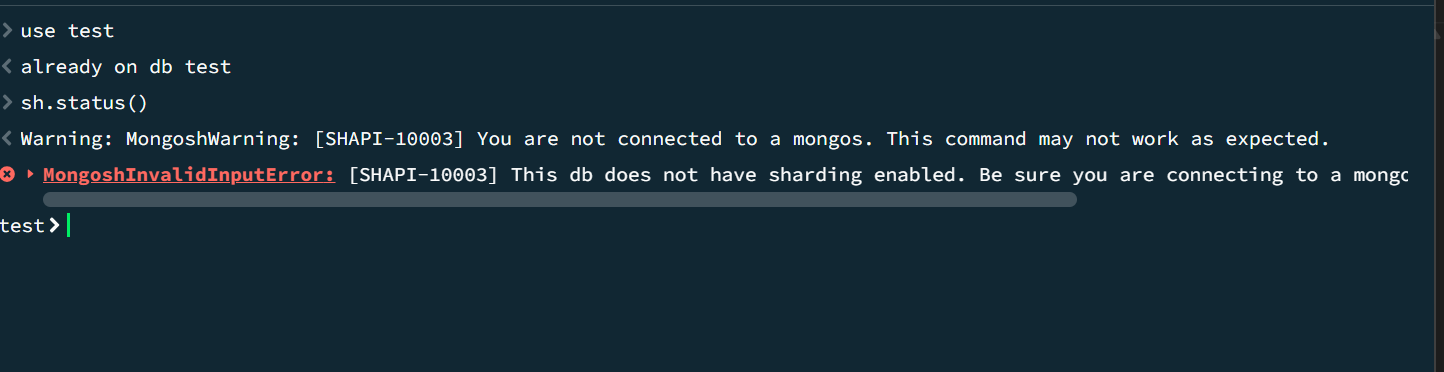 use test
already on db test
sh.status()
Warning: MongoshWarning: [SHAPI-10003] You are not connected to a mongos. This command may not work as expected.
MongoshInvalidInputError: [SHAPI-10003] This db does not have sharding enabled. Be sure you are connecting to a
test>